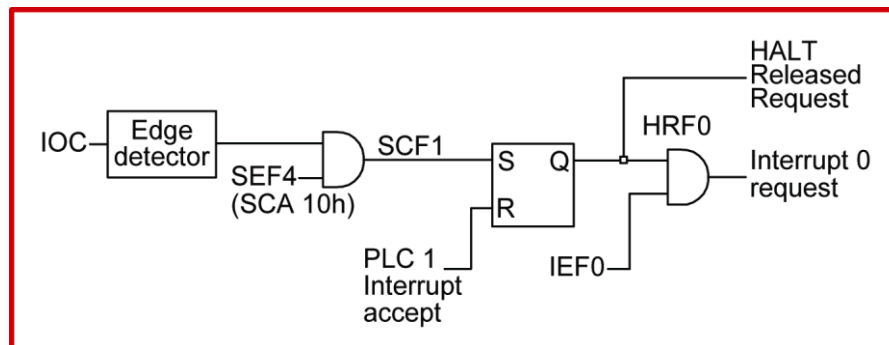 HALT
Released
Request
HRF0
IOC
Edge
detector
SCF1
S
Q
Interrupt 0
request
SEF4
(SCA 10h)
R
PLC 1
Interrupt
accept
IEF0